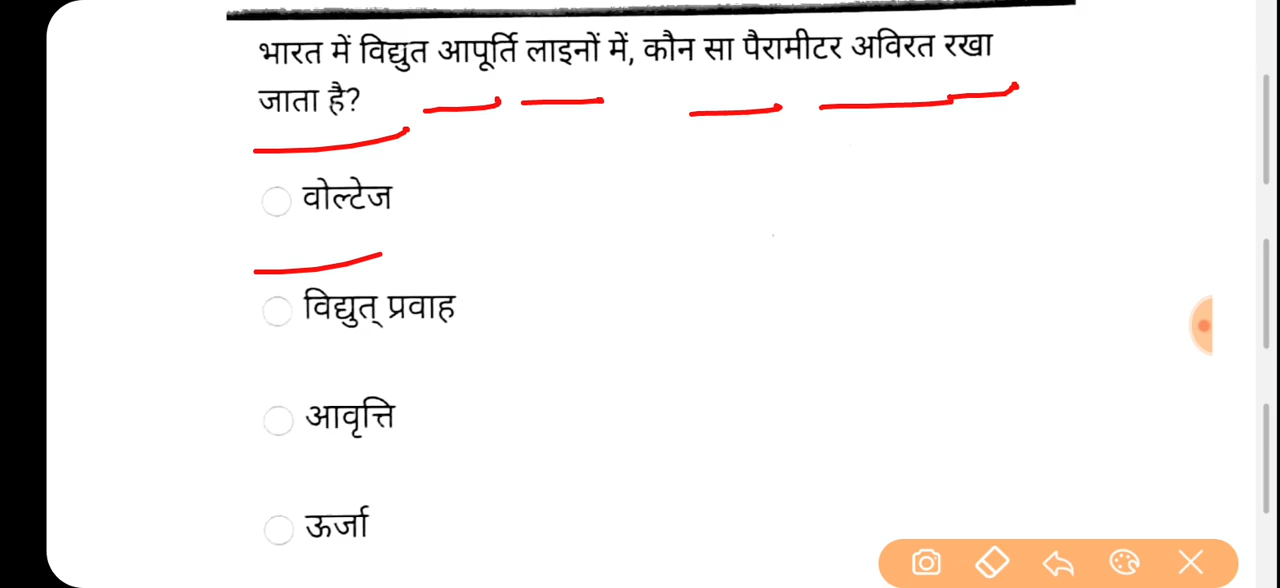 भारत में विद्युत आपूर्ति लाइनों में, कौन सा पैरामीटर अविरत रखा
जाता है?
वोल्टेज
विद्युत् प्रवाह
आवृत्ति
ऊर्जा